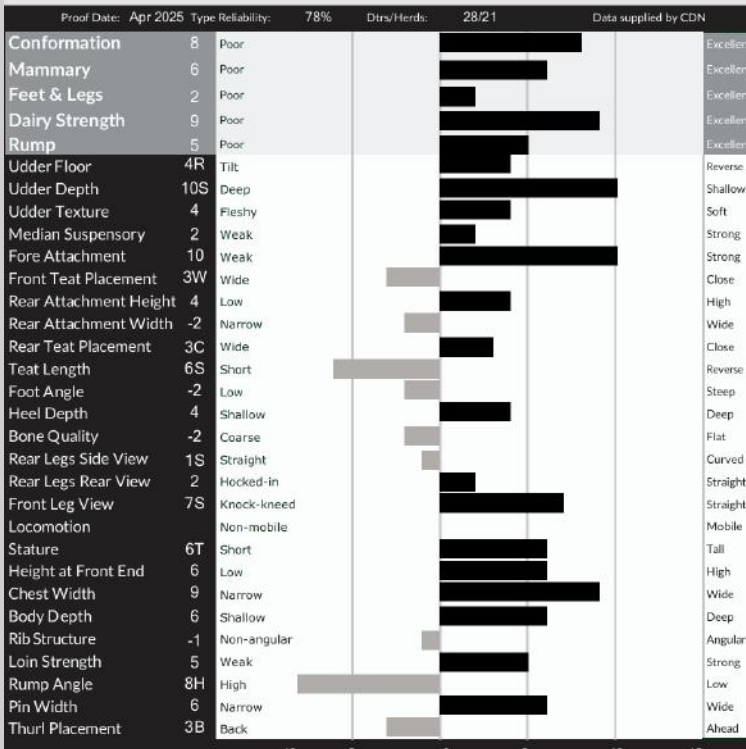 Proof Date: Apr 2025 Type Reliability: 78% Dtrs/Herds: 28/21 Data supplied by CDN
Conformation 8 Poor Excellen
Mammary 6 Poor Excellen
Feet & Legs 2 Poor Excellen
Dairy Strength 9 Poor Excellen
Rump 5 Poor Excellen
Udder Floor 4R Tilt Reverse
Udder Depth 10S Deep Shallow
Udder Texture 4 Fleshy Soft
Median Suspensory 2 Weak Strong
Fore Attachment 10 Weak Strong
Front Teat Placement 3W Wide Close
Rear Attachment Height 4 Low High
Rear Attachment Width -2 Narrow Wide
Rear Teat Placement 3C Wide Close
Teat Length 6S Short Reverse
Foot Angle -2 Low Steep
Heel Depth 4 Shallow Deep
Bone Quality -2 Coarse Flat
Rear Legs Side View 1S Straight Curved
Rear Legs Rear View 2 Hocked-in Straight
Front Leg View 7S Knock-kneed Straight
Locomotion Non-mobile Mobile
Stature 6T Short Tall
Height at Front End 6 Low High
Chest Width 9 Narrow Wide
Body Depth 6 Shallow Deep
Rib Structure -1 Non-angular Angular
Loin Strength 5 Weak Strong
Rump Angle 8H High Low
Pin Width 6 Narrow Wide
Thurl Placement 3B Back Ahead